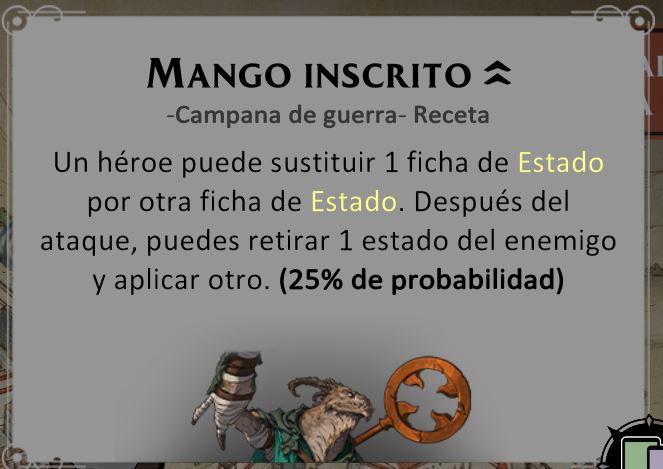 MANGO INSCRITO
-Campana de guerra- Receta
Un héroe puede sustituir 1 ficha de Estado
por otra ficha de Estado. Después del
ataque, puedes retirar 1 estado del enemigo
y aplicar otro. (25% de probabilidad)